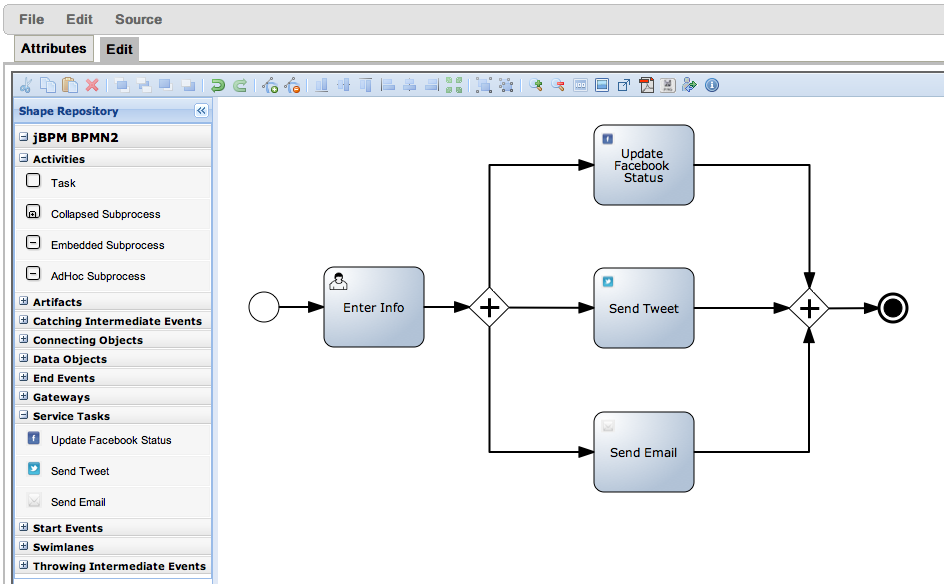 File Edit Source
Attributes Edit
Shape Repository
jBPM BPMN2
Activities
Task
Collapsed Subprocess
Embedded Subprocess
AdHoc Subprocess
Artifacts
Catching Intermediate Events
Connecting Objects
Data Objects
End Events
Gateways
Service Tasks
Update Facebook Status
Send Tweet
Send Email
Start Events
Swimlanes
Throwing Intermediate Events
Enter Info
Update
Facebook
Status
Send Tweet
Send Email